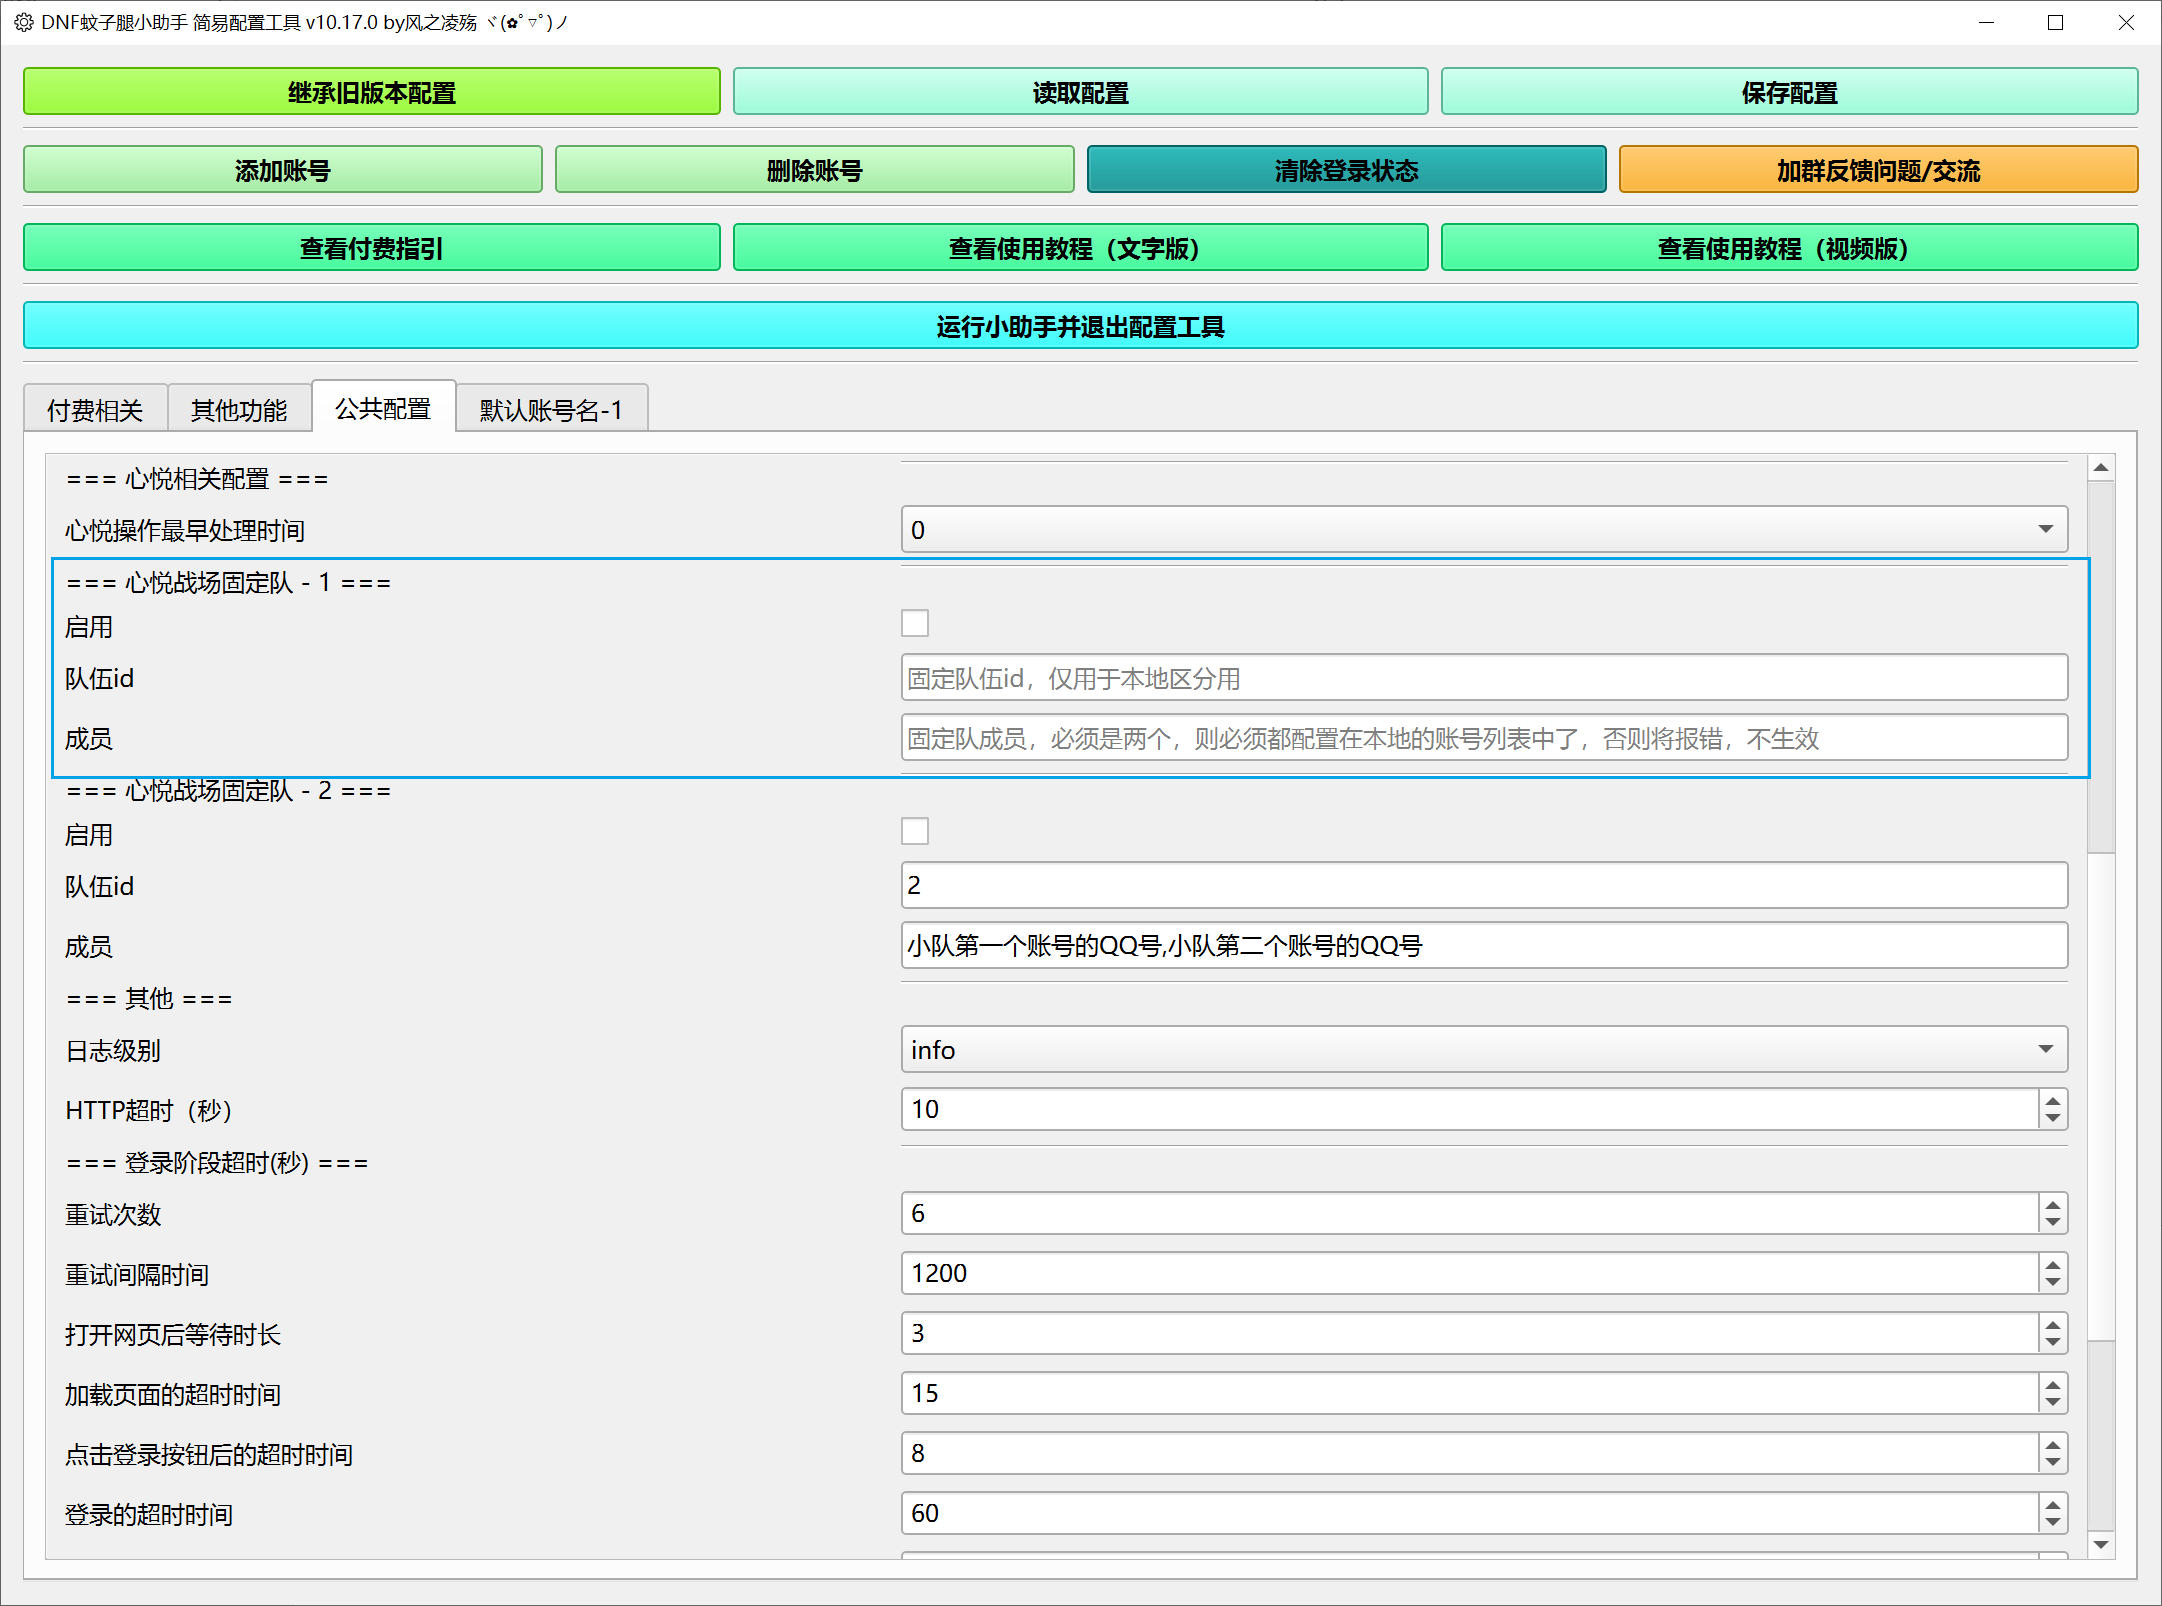 DNF蚊子腿小助手 简易配置工具 v10.17.0 by风之凌殇 ヾ(✿ﾟ▽ﾟ)ノ
继承旧版本配置 读取配置 保存配置
添加账号 删除账号 清除登录状态 加群反馈问题/交流
查看付费指引 查看使用教程（文字版） 查看使用教程（视频版）
运行小助手并退出配置工具
付费相关 其他功能 公共配置 默认账号名-1
=== 心悦相关配置 ===
心悦操作最早处理时间 0
=== 心悦战场固定队 - 1 ===
启用
队伍id 固定队伍id，仅用于本地区分用
成员 固定队成员，必须是两个，则必须都配置在本地的账号列表中了，否则将报错，不生效
=== 心悦战场固定队 - 2 ===
启用
队伍id 2
成员 小队第一个账号的QQ号,小队第二个账号的QQ号
=== 其他 ===
日志级别 info
HTTP超时（秒） 10
=== 登录阶段超时(秒) ===
重试次数 6
重试间隔时间 1200
打开网页后等待时长 3
加载页面的超时时间 15
点击登录按钮后的超时时间 8
登录的超时时间 60